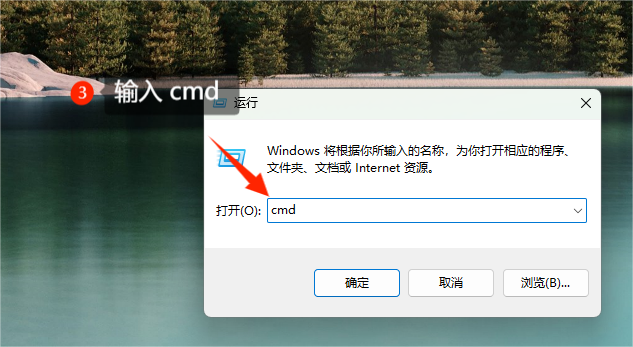 3 输入 cmd
运行
Windows 将根据你所输入的名称，为你打开相应的程序、
文件夹、文档或 Internet 资源。
打开(O): cmd
确定 取消 浏览(B)...